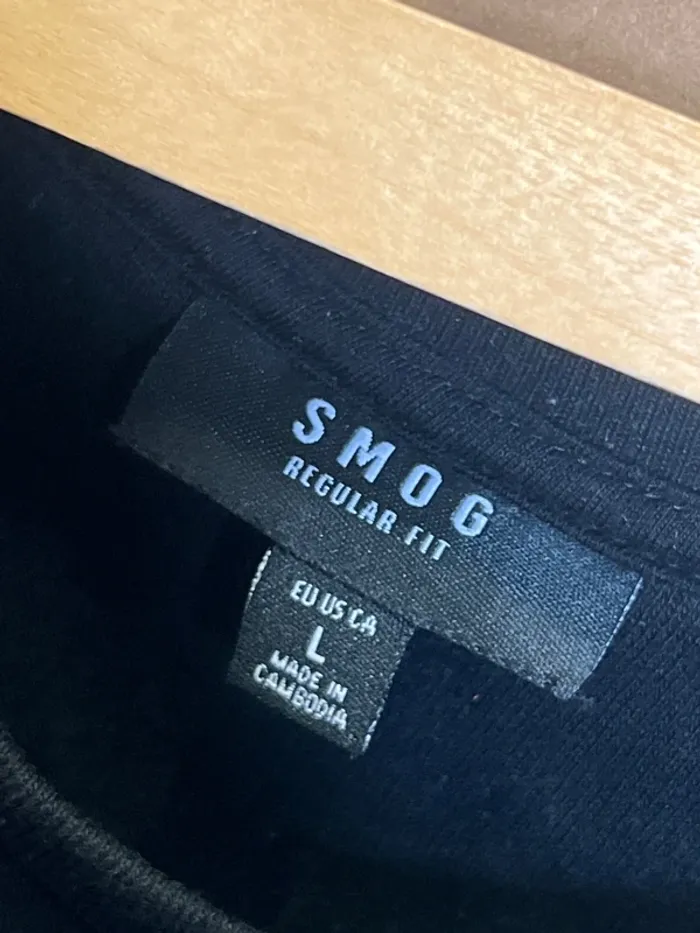 SMOG
REGULAR FIT
EU US CA
L
MADE IN
CAMBODIA